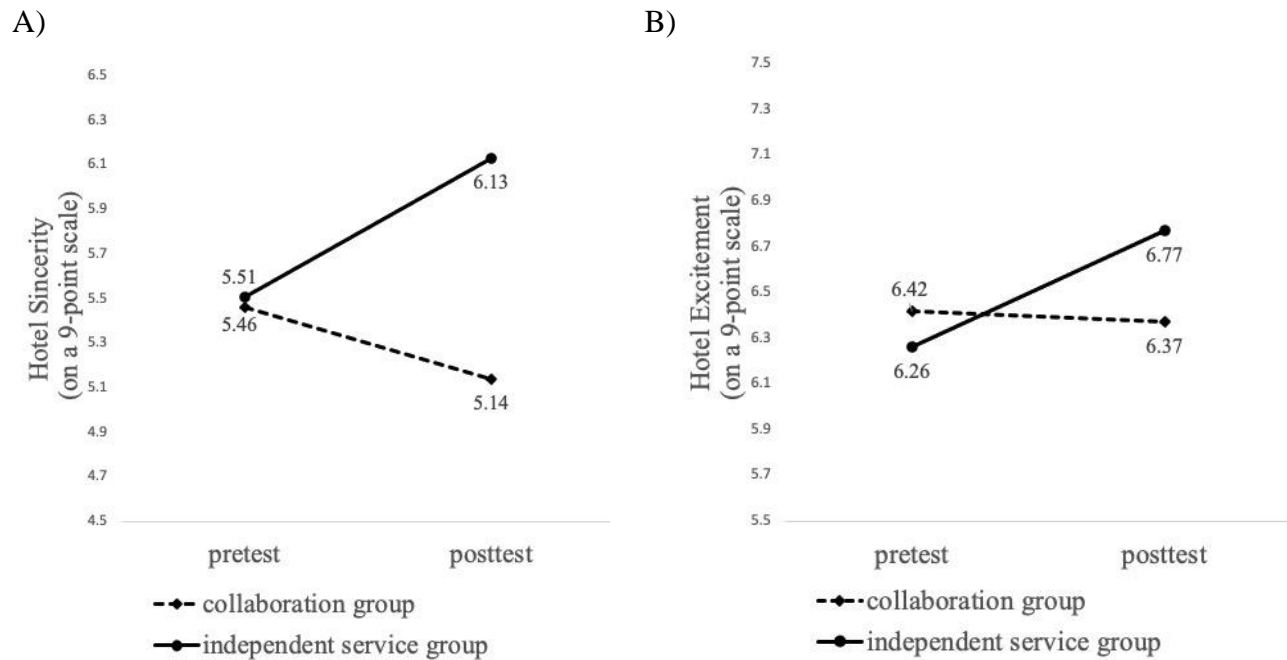 A)
Hotel Sincerity
(on a 9-point scale)
6.5
6.3
6.1
5.9
5.7
5.5
5.3
5.1
4.9
4.7
4.5
5.51
5.46
6.13
5.14
pretest
posttest
collaboration group
independent service group
B)
Hotel Excitement
(on a 9-point scale)
7.5
7.3
7.1
6.9
6.7
6.5
6.3
6.1
5.9
5.7
5.5
6.42
6.26
6.77
6.37
pretest
posttest
collaboration group
independent service group